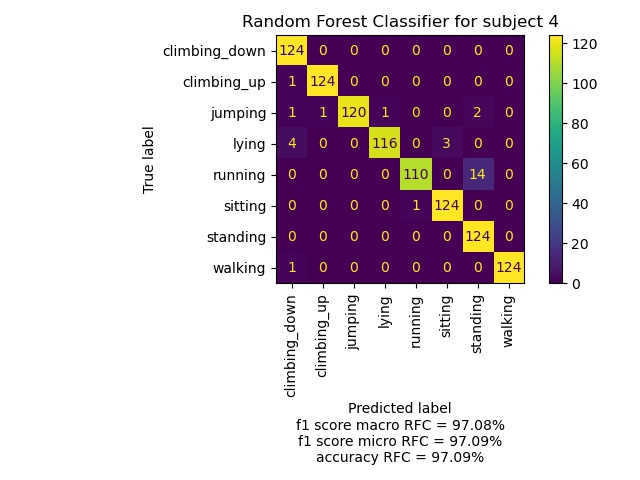 Random Forest Classifier for subject 4
climbing_down 124 0 0 0 0 0 0 0
climbing_up 1 124 0 0 0 0 0 0
jumping 1 1 120 1 0 0 2 0
lying 4 0 0 116 0 3 0 0
running 0 0 0 0 110 0 14 0
sitting 0 0 0 0 1 124 0 0
standing 0 0 0 0 0 0 124 0
walking 1 0 0 0 0 0 0 124
True label
climbing_down
climbing_up
jumping
lying
running
sitting
standing
walking
120
100
80
60
40
20
0
Predicted label
f1 score macro RFC = 97.08%
f1 score micro RFC = 97.09%
accuracy RFC = 97.09%